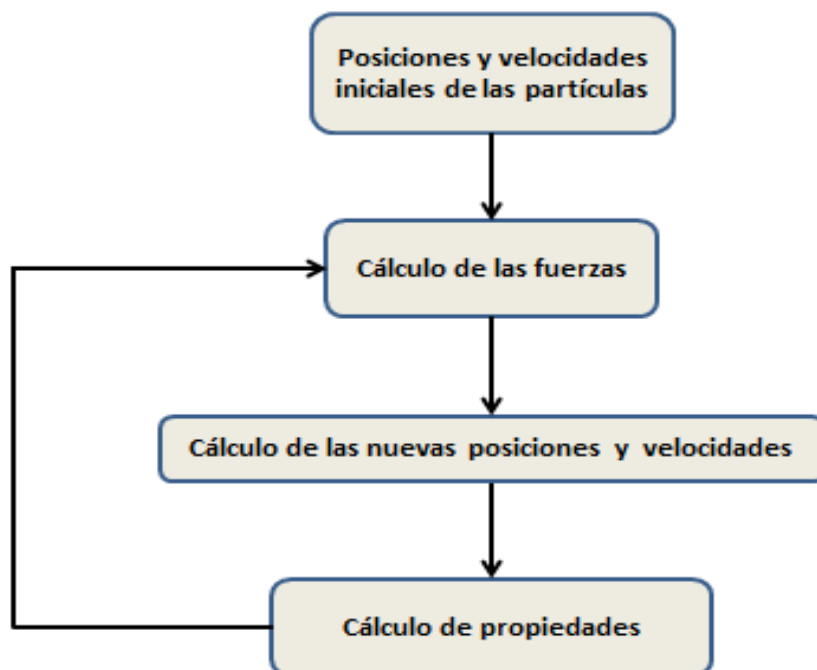 Posiciones y velocidades
iniciales de las partículas
Cálculo de las fuerzas
Cálculo de las nuevas posiciones y velocidades
Cálculo de propiedades